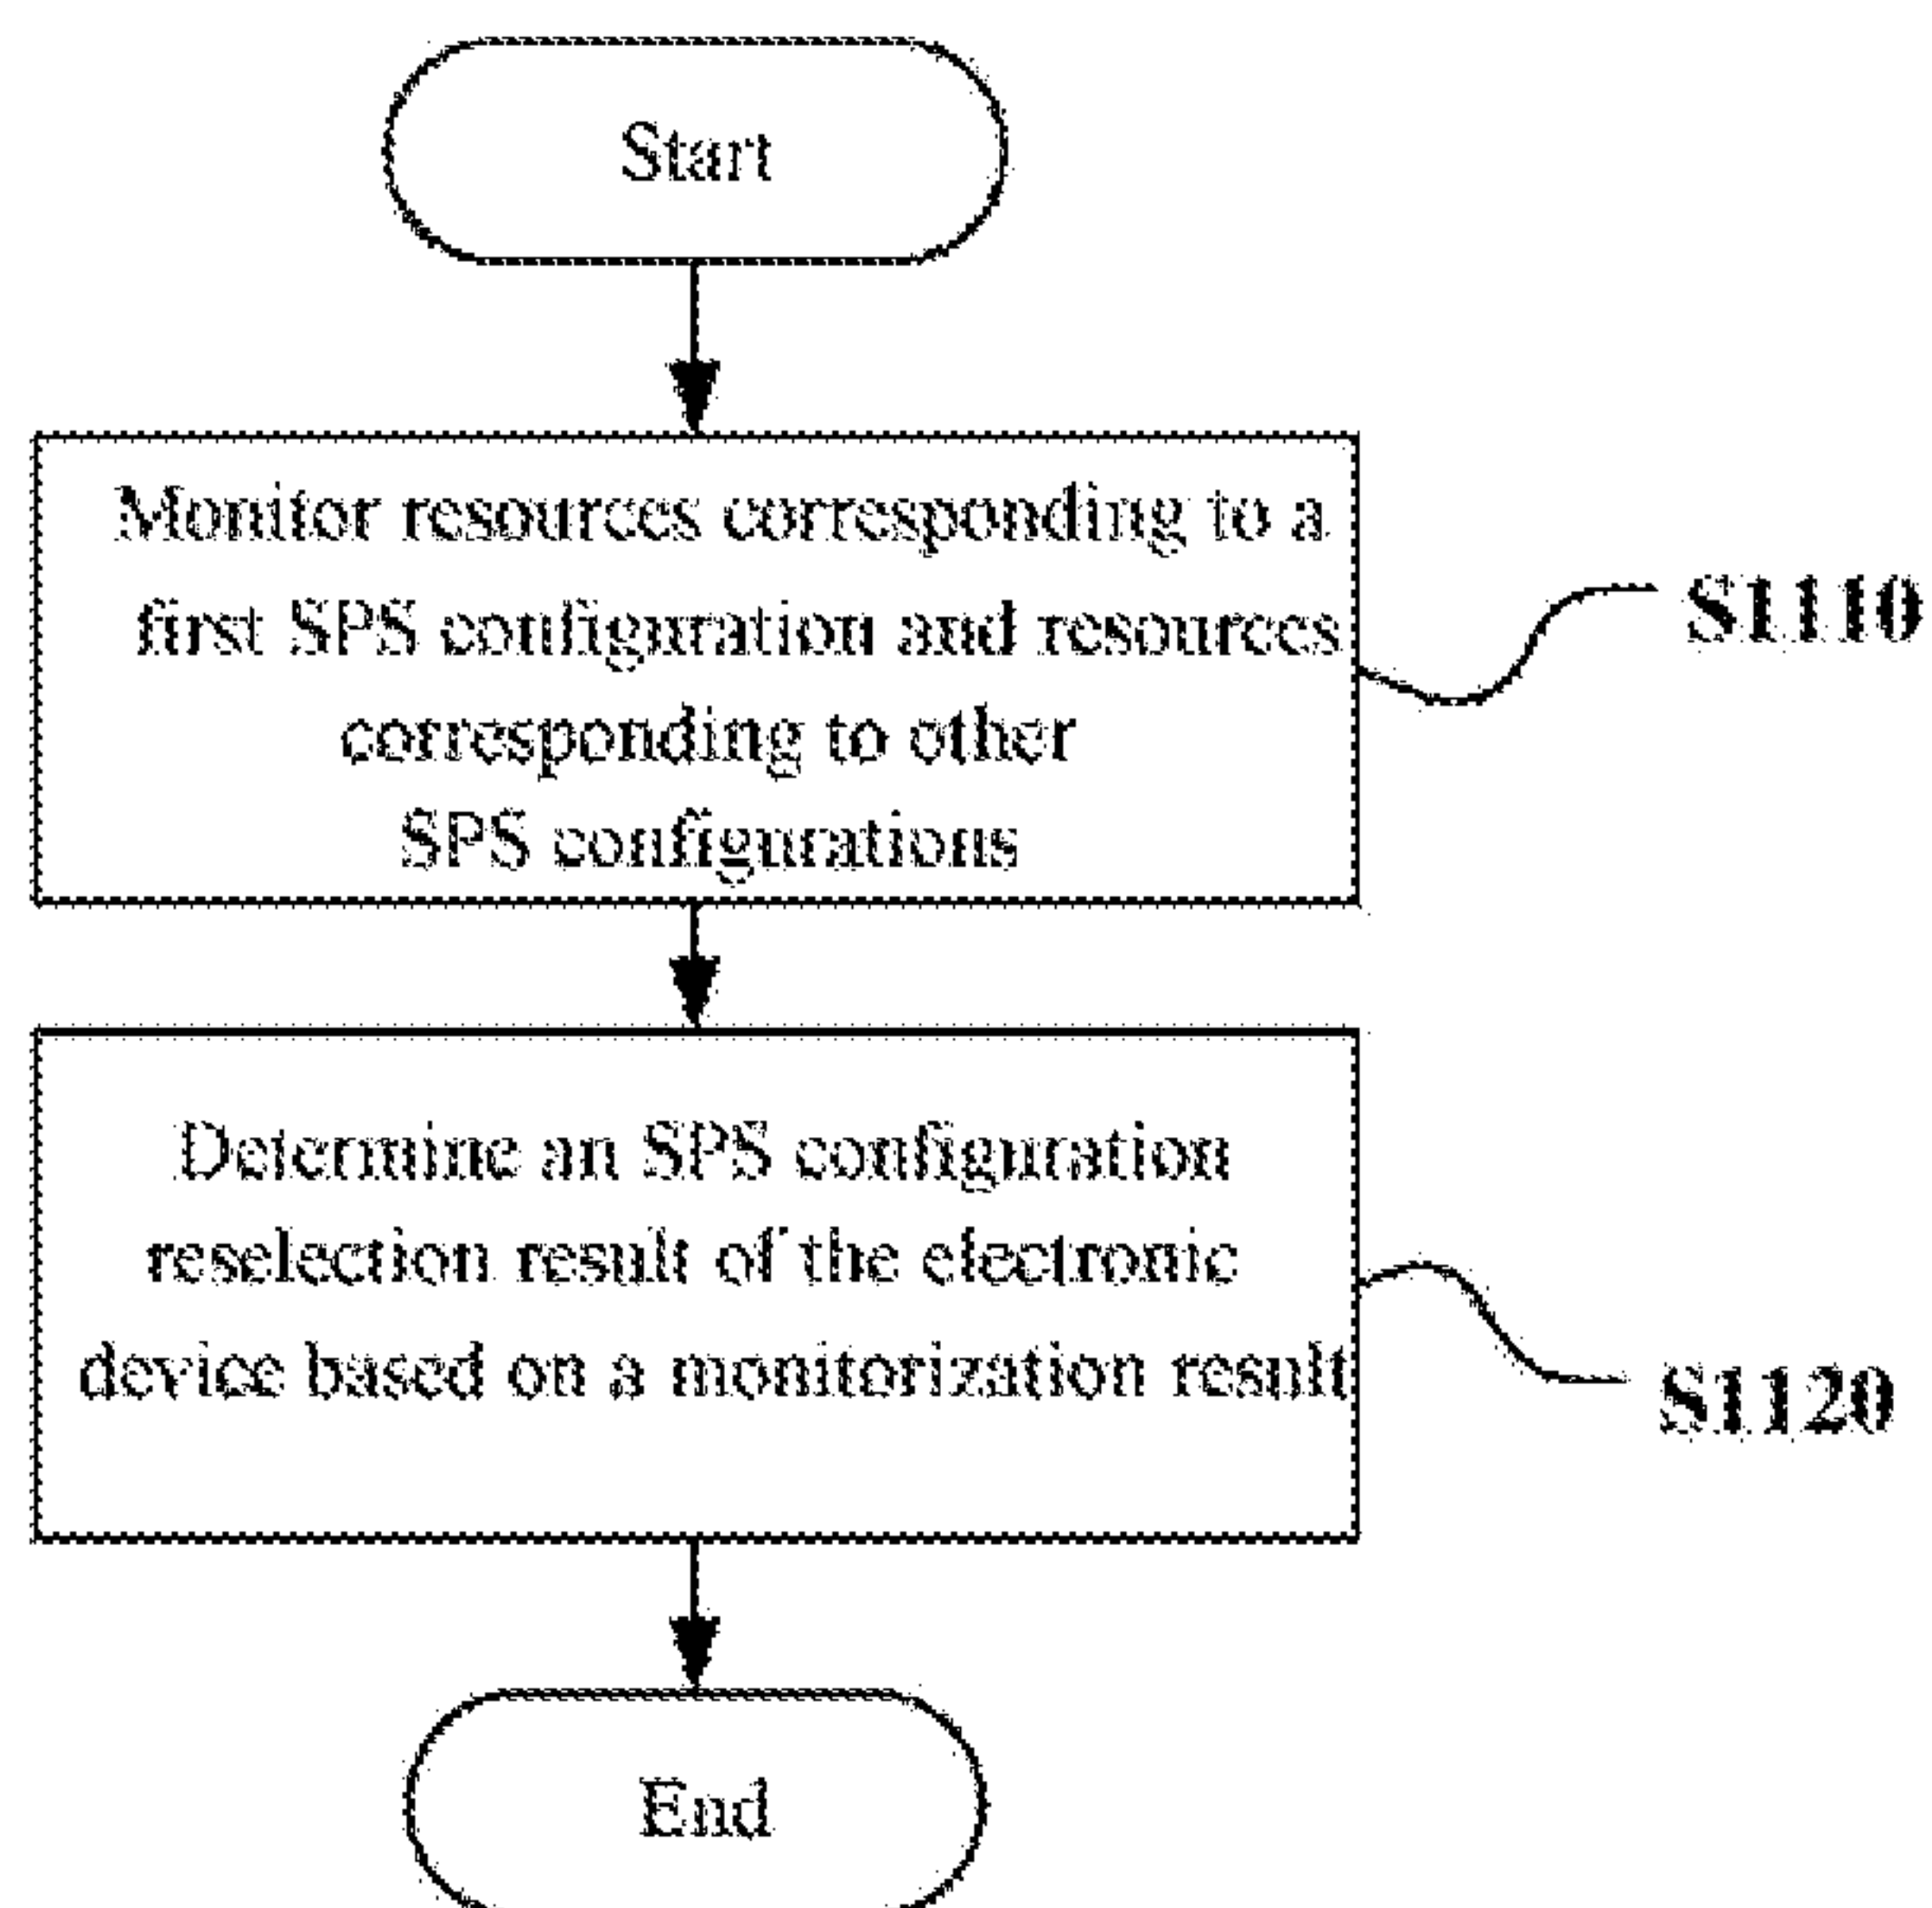 Start
Monitor resources corresponding to a
first SPS configuration and resources
corresponding to other
SPS configurations
S1110
Determine an SPS configuration
reselection result of the electronic
device based on a monitorization result
S1120
End